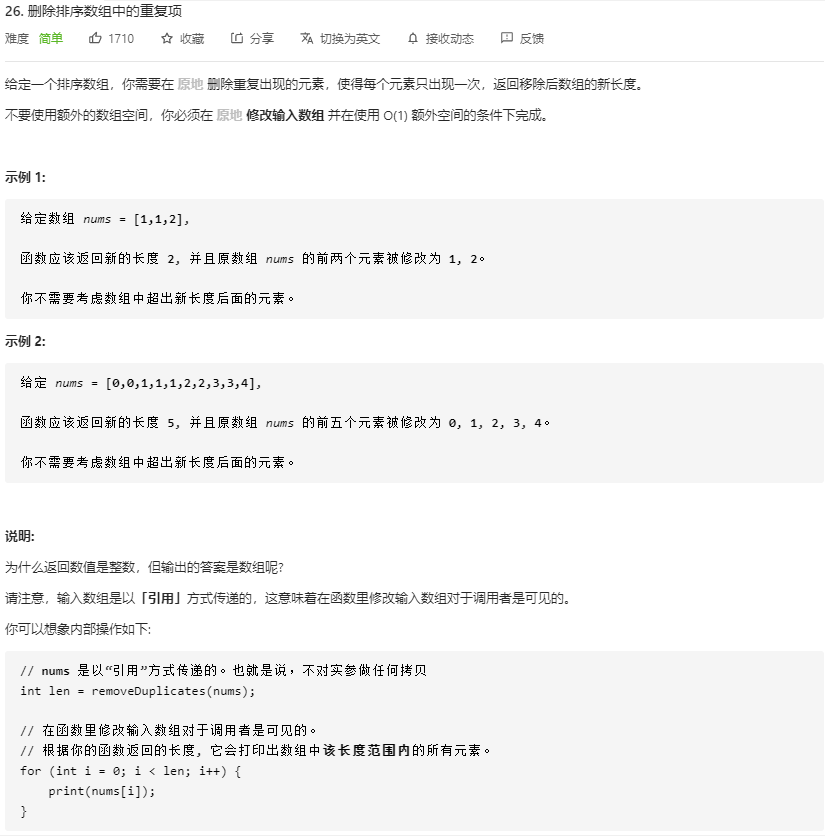 26. 删除排序数组中的重复项
难度 简单 1710 收藏 分享 切换为英文 接收动态 反馈
给定一个排序数组，你需要在 原地 删除重复出现的元素，使得每个元素只出现一次，返回移除后数组的新长度。
不要使用额外的数组空间，你必须在 原地 修改输入数组 并在使用 O(1) 额外空间的条件下完成。
示例 1:
给定数组 nums = [1,1,2],
函数应该返回新的长度 2, 并且原数组 nums 的前两个元素被修改为 1, 2。
你不需要考虑数组中超出新长度后面的元素。
示例 2:
给定 nums = [0,0,1,1,1,2,2,3,3,4],
函数应该返回新的长度 5, 并且原数组 nums 的前五个元素被修改为 0, 1, 2, 3, 4。
你不需要考虑数组中超出新长度后面的元素。
说明:
为什么返回数值是整数，但输出的答案是数组呢?
请注意，输入数组是以「引用」方式传递的，这意味着在函数里修改输入数组对于调用者是可见的。
你可以想象内部操作如下:
// nums 是以“引用”方式传递的。也就是说，不对实参做任何拷贝
int len = removeDuplicates(nums);
// 在函数里修改输入数组对于调用者是可见的。
// 根据你的函数返回的长度, 它会打印出数组中该长度范围内的所有元素。
for (int i = 0; i < len; i++) {
    print(nums[i]);
}